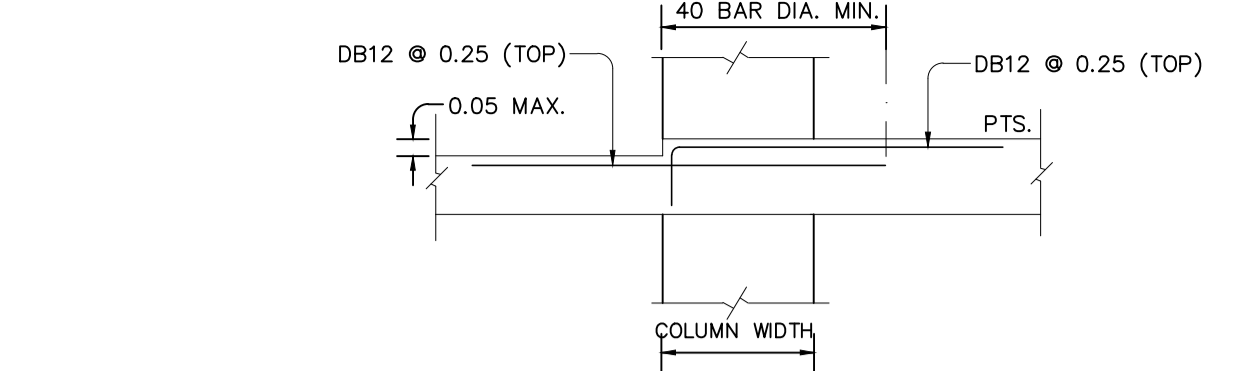 40 BAR DIA. MIN.
DB12 @ 0.25 (TOP)
DB12 @ 0.25 (TOP)
0.05 MAX.
PTS.
COLUMN WIDTH